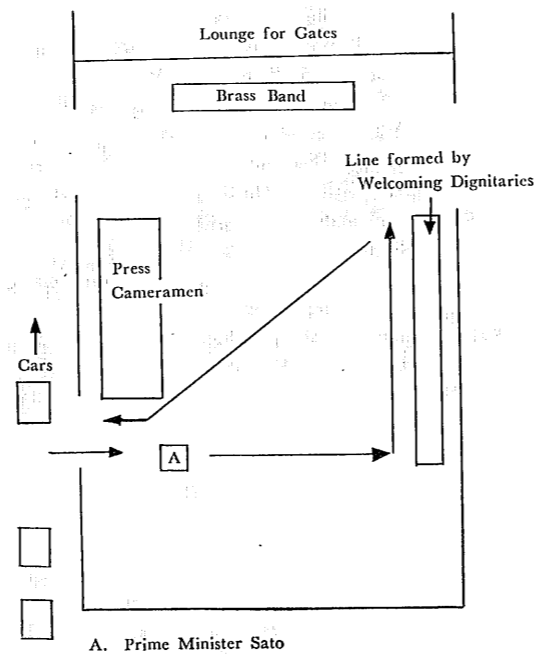 Lounge for Gates
Brass Band
Line formed by
Welcoming Dignitaries
Press
Cameramen
Cars
A
A. Prime Minister Sato